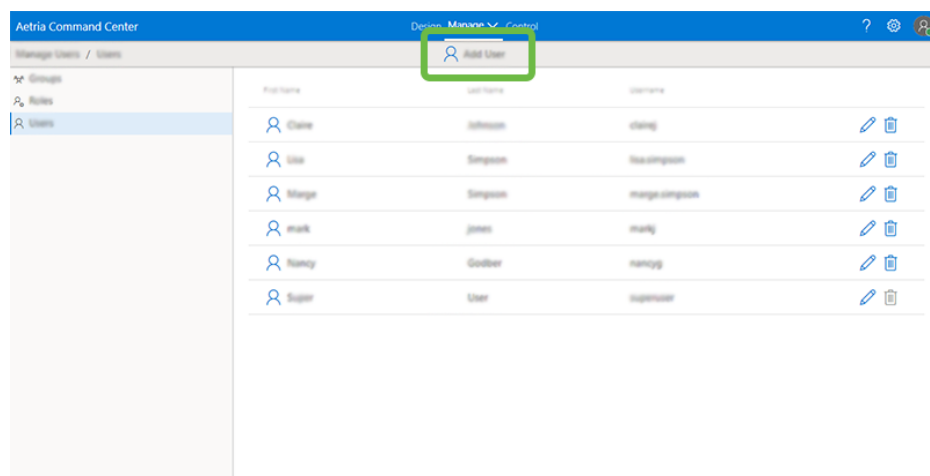 Aetria Command Center Design Manage Control ?
Manage Users / Users Add User
Groups
Roles
Users
First Name Last Name Username
Claire Johnson clairej
Lisa Simpson lisa.simpson
Marge Simpson marge.simpson
mark jones markj
Nancy Godber nancyg
Super User superuser